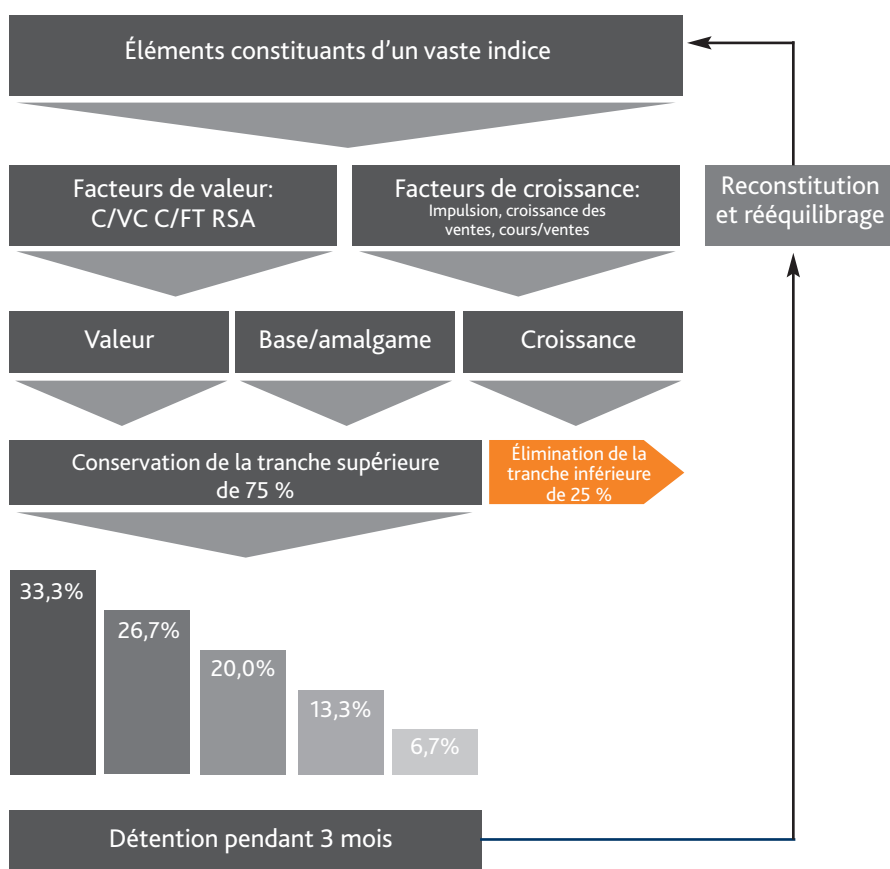 Éléments constituants d'un vaste indice
Facteurs de valeur:
C/VC C/FT RSA
Facteurs de croissance:
Impulsion, croissance des
ventes, cours/ventes
Reconstitution
et rééquilibrage
Valeur
Base/amalgame
Croissance
Conservation de la tranche supérieure
de 75 %
Élimination de la
tranche inférieure
de 25 %
33,3%
26,7%
20,0%
13,3%
6,7%
Détention pendant 3 mois